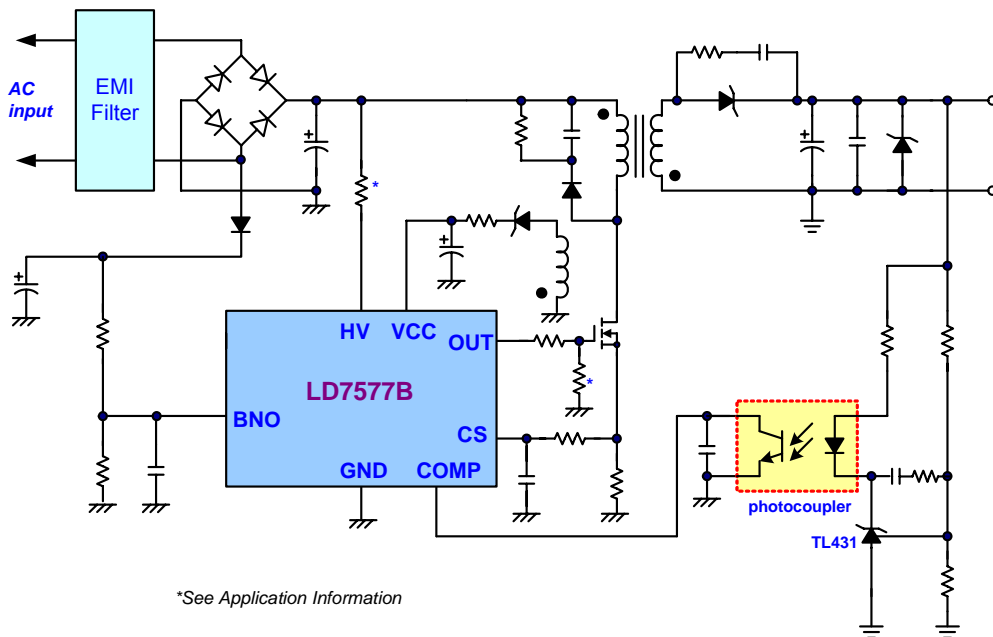 AC
input
EMI
Filter
*
HV
VCC
OUT
*
LD7577B
BNO
CS
GND
COMP
photocoupler
TL431
*See Application Information
+
+
+
+